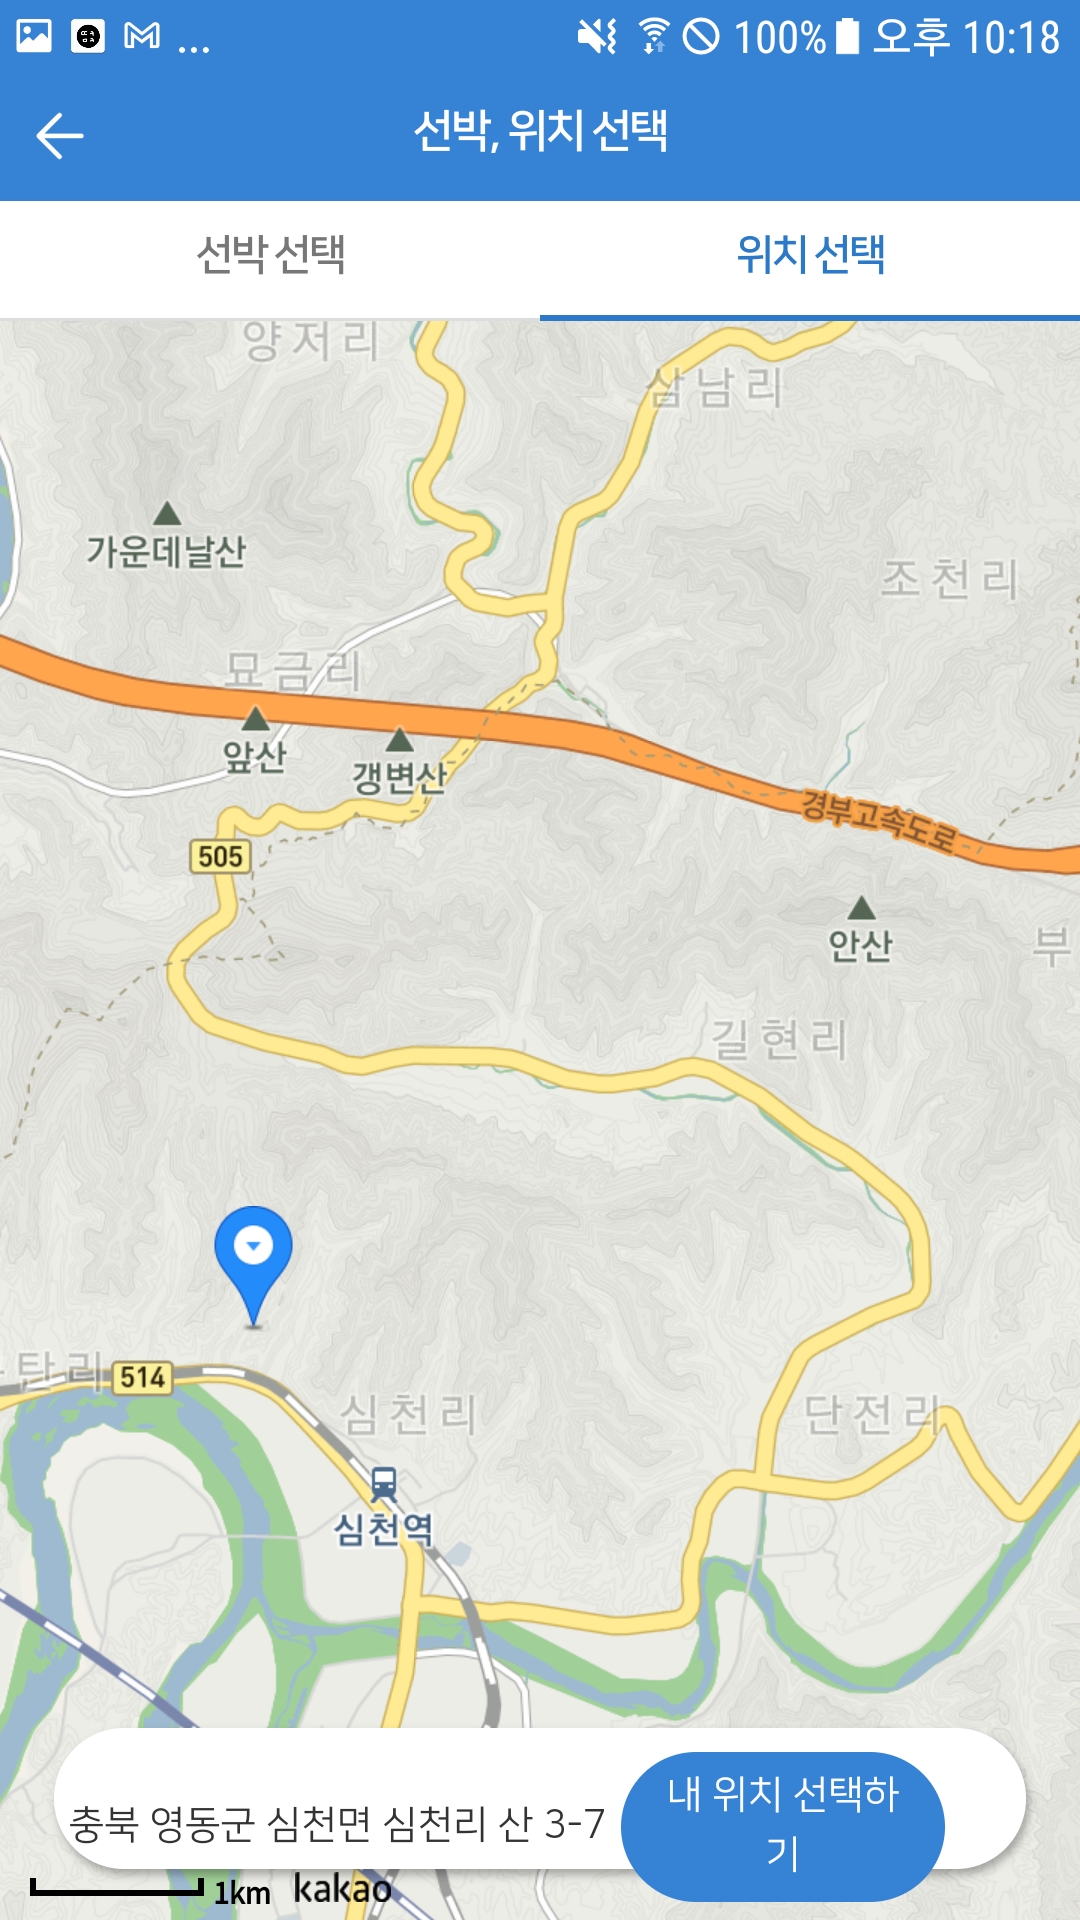 ... 100% 오후 10:18
선박, 위치 선택
선박 선택
위치 선택
양저리
삼남리
가운데날산
조천리
묘금리
앞산
갱변산
경부고속도로
505
안산
부
길현리
탄리
514
심천리
단전리
심천역
충북 영동군 심천면 심천리 산 3-7
내 위치 선택하
기
1km
kakao